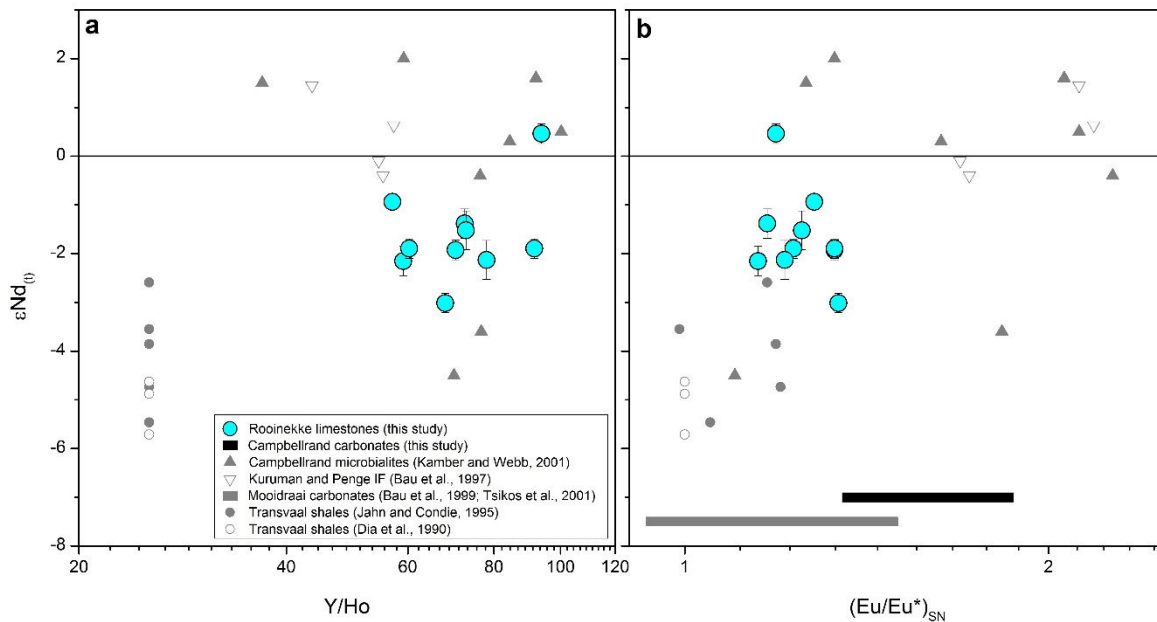 a
b
2
0
-2
-4
-6
-8
εNd(t)
Rooinekke limestones (this study)
Campbellrand carbonates (this study)
Campbellrand microbialites (Kamber and Webb, 2001)
Kuruman and Penge IF (Bau et al., 1997)
Mooidraai carbonates (Bau et al., 1999; Tsikos et al., 2001)
Transvaal shales (Jahn and Condie, 1995)
Transvaal shales (Dia et al., 1990)
20 40 60 80 100 120
1 2
Y/Ho
(Eu/Eu*)SN